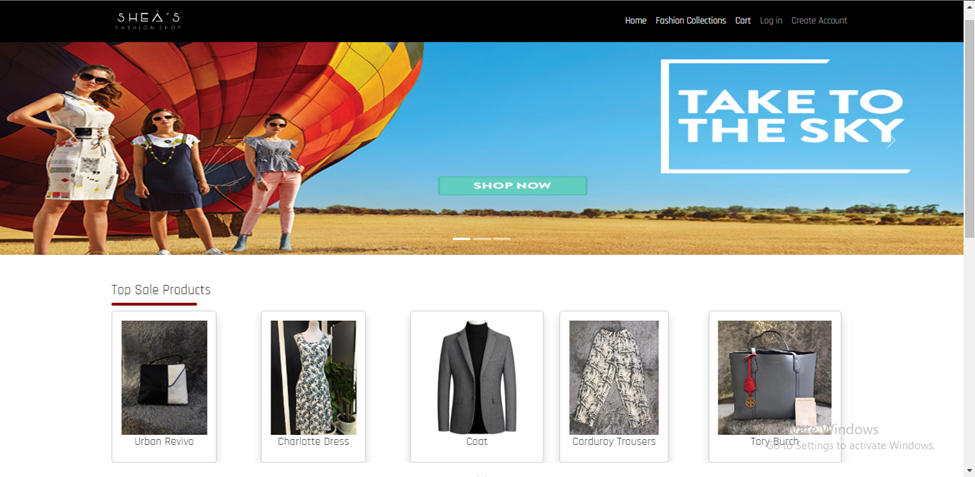 SHEA'S
FASHION SHOP
Home Fashion Collections Cart Log in Create Account
TAKE TO
THE SKY
SHOP NOW
Top Sale Products
Urban Revivo Charlotte Dress Coat Corduroy Trousers Tory Burch
Windows
Go to Settings to activate Windows.